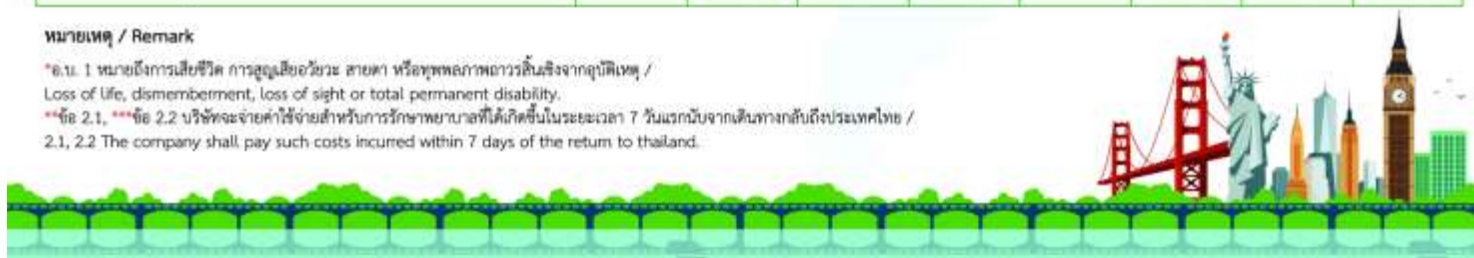 หมายเหตุ / Remark
*อ.บ. 1 หมายถึงการเสียชีวิต การสูญเสียอวัยวะ สายตา หรือทุพพลภาพถาวรสิ้นเชิงจากอุบัติเหตุ /
Loss of life, dismemberment, loss of sight or total permanent disability.
**ข้อ 2.1, ***ข้อ 2.2 บริษัทจะจ่ายค่าใช้จ่ายสำหรับการรักษาพยาบาลที่ได้เกิดขึ้นในระยะเวลา 7 วันแรกนับจากเดินทางกลับถึงประเทศไทย /
2.1, 2.2 The company shall pay such costs incurred within 7 days of the return to thailand.